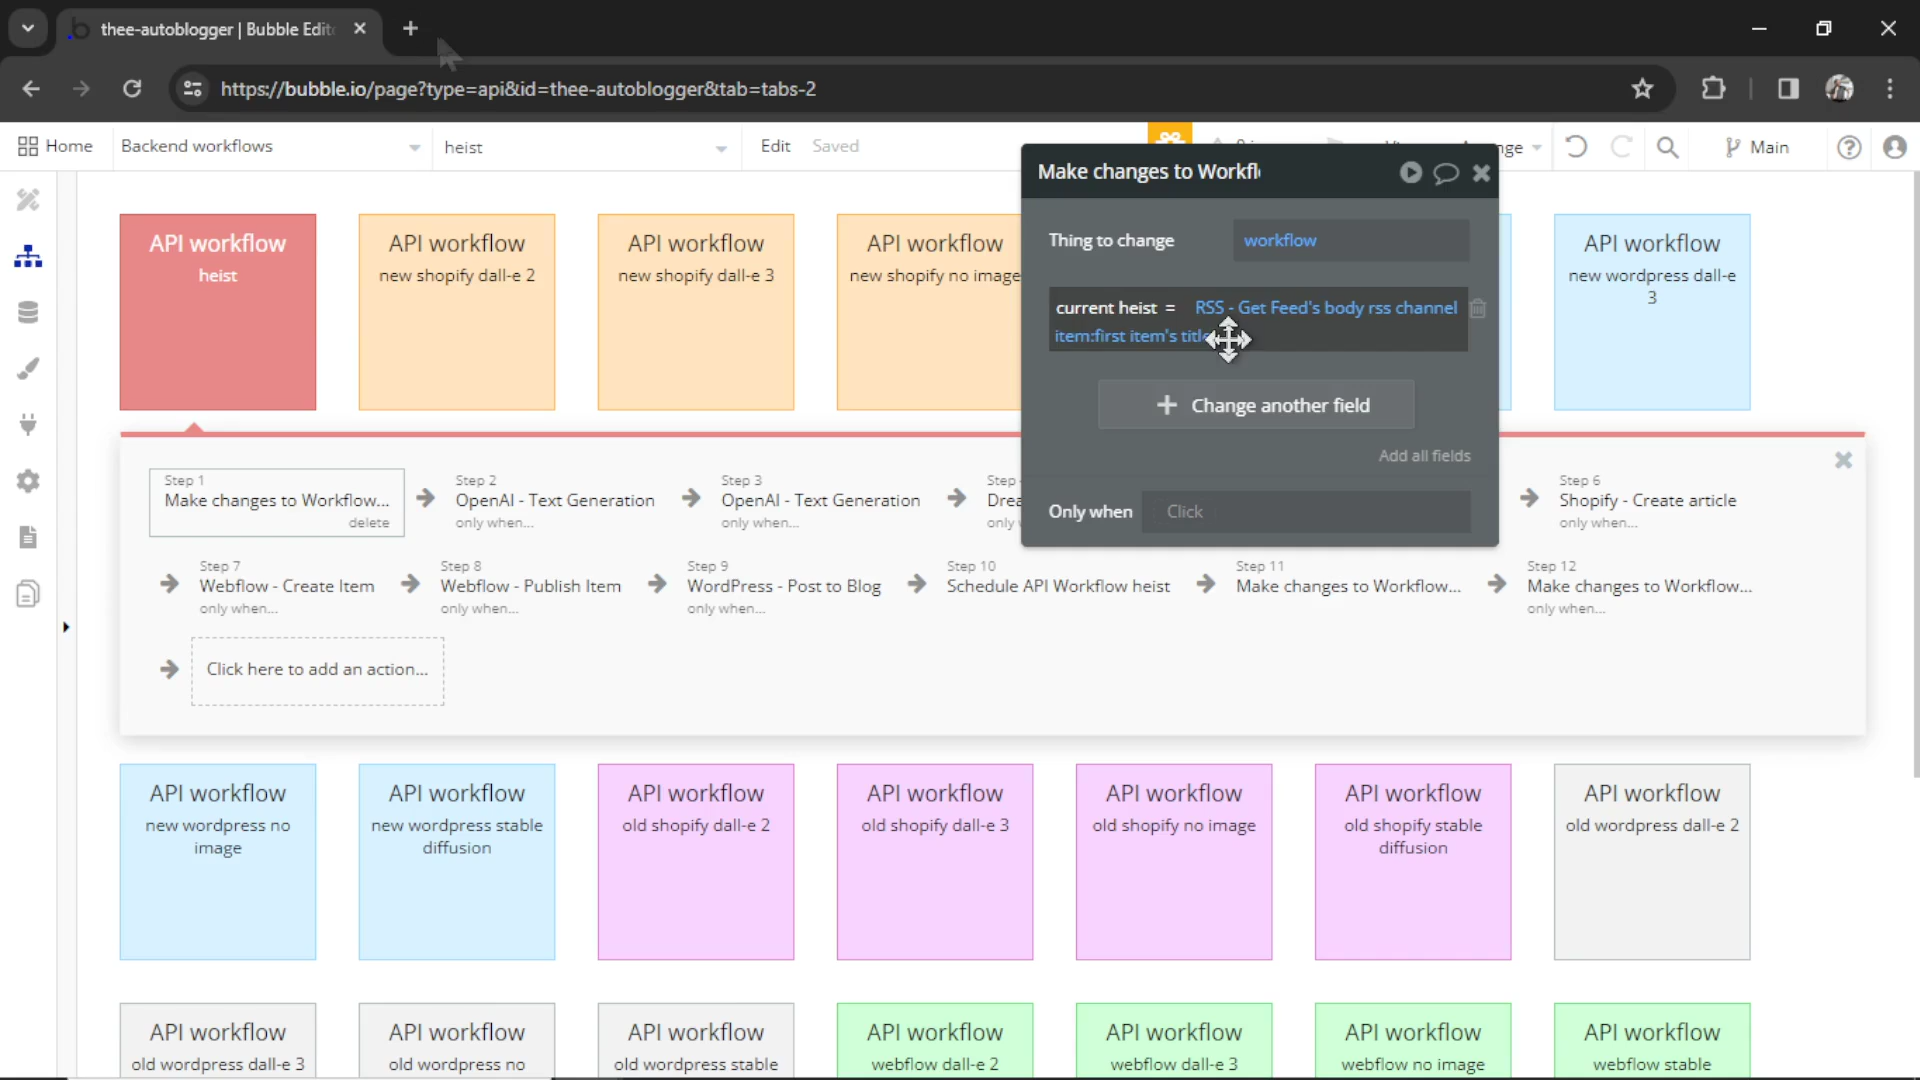 thee-autoblogger | Bubble Edit
https://bubble.io/page?type=api&id=thee-autoblogger&tab=tabs-2
Home
Backend workflows
heist
Edit
Saved
Main
Make changes to Workfl
Thing to change
workflow
current heist = RSS - Get Feed's body rss channel
item:first item's title
Change another field
Add all fields
Only when
Click
API workflow
heist
API workflow
new shopify dall-e 2
API workflow
new shopify dall-e 3
API workflow
new shopify no image
API workflow
new wordpress dall-e
3
Step 1
Make changes to Workflow...
delete
Step 2
OpenAI - Text Generation
only when...
Step 3
OpenAI - Text Generation
only when...
Step 6
Shopify - Create article
only when...
Step 7
Webflow - Create Item
only when...
Step 8
Webflow - Publish Item
only when...
Step 9
WordPress - Post to Blog
only when...
Step 10
Schedule API Workflow heist
Step 11
Make changes to Workflow...
Step 12
Make changes to Workflow...
only when...
Click here to add an action...
API workflow
new wordpress no
image
API workflow
new wordpress stable
diffusion
API workflow
old shopify dall-e 2
API workflow
old shopify dall-e 3
API workflow
old shopify no image
API workflow
old shopify stable
diffusion
API workflow
old wordpress dall-e 2
API workflow
old wordpress dall-e 3
API workflow
old wordpress no
API workflow
old wordpress stable
API workflow
webflow dall-e 2
API workflow
webflow dall-e 3
API workflow
webflow no image
API workflow
webflow stable